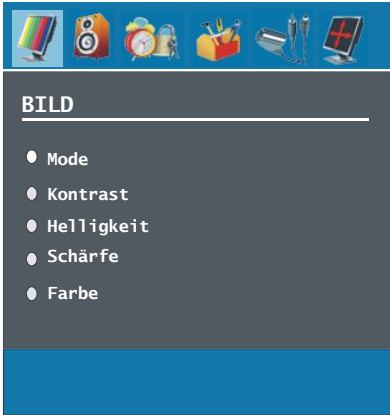 BILD
Mode
Kontrast
Helligkeit
Schärfe
Farbe